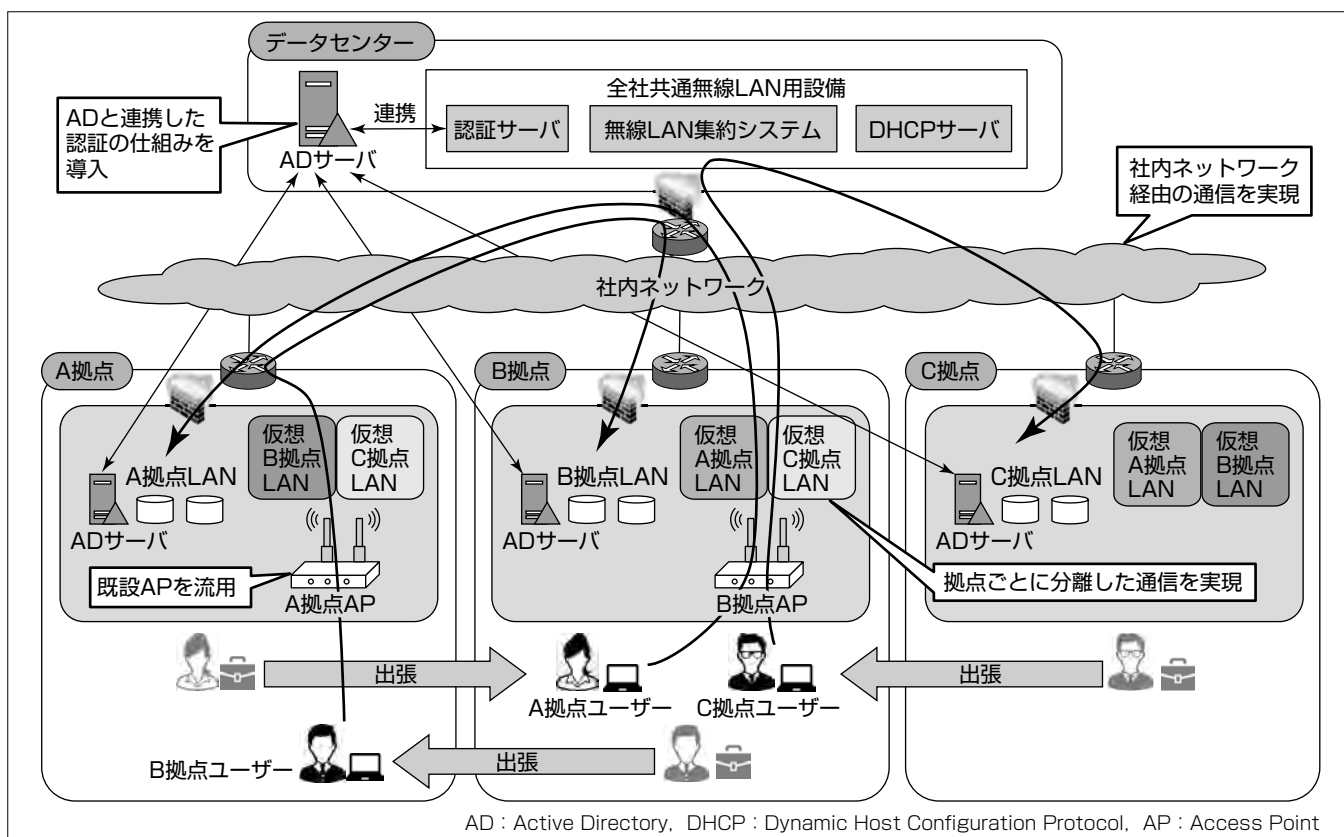 データセンター
全社共通無線LAN用設備
ADと連携した
認証の仕組みを
導入
連携
認証サーバ
無線LAN集約システム
DHCPサーバ
ADサーバ
社内ネットワーク
経由の通信を実現
社内ネットワーク
A拠点
B拠点
C拠点
A拠点LAN
仮想
B拠点
LAN
仮想
C拠点
LAN
ADサーバ
既設APを流用
A拠点AP
B拠点LAN
仮想
A拠点
LAN
仮想
C拠点
LAN
ADサーバ
B拠点AP
C拠点LAN
仮想
A拠点
LAN
仮想
B拠点
LAN
ADサーバ
拠点ごとに分離した通信を実現
出張
A拠点ユーザー
C拠点ユーザー
出張
B拠点ユーザー
出張
AD：Active Directory，DHCP：Dynamic Host Configuration Protocol，AP：Access Point